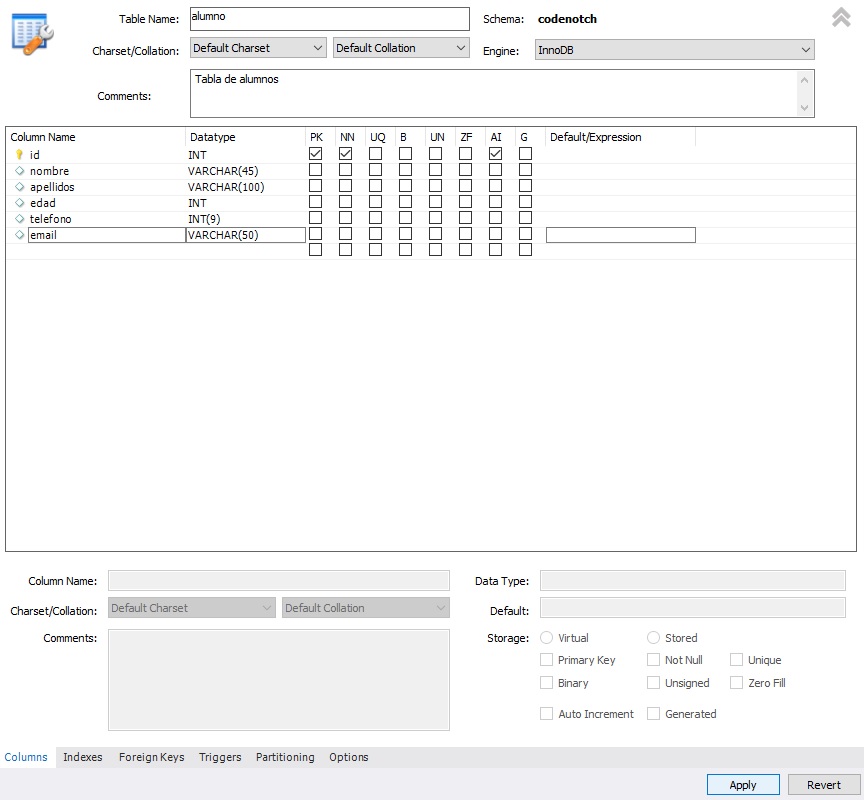 Table Name: alumno Schema: codenotch
Charset/Collation: Default Charset Default Collation Engine: InnoDB
Comments: Tabla de alumnos
Column Name Datatype PK NN UQ B UN ZF AI G Default/Expression
id INT
nombre VARCHAR(45)
apellidos VARCHAR(100)
edad INT
telefono INT(9)
email VARCHAR(50)
Column Name: Data Type:
Charset/Collation: Default Charset Default Collation Default:
Comments: Storage: Virtual Stored
Primary Key Not Null Unique
Binary Unsigned Zero Fill
Auto Increment Generated
Columns Indexes Foreign Keys Triggers Partitioning Options
Apply Revert